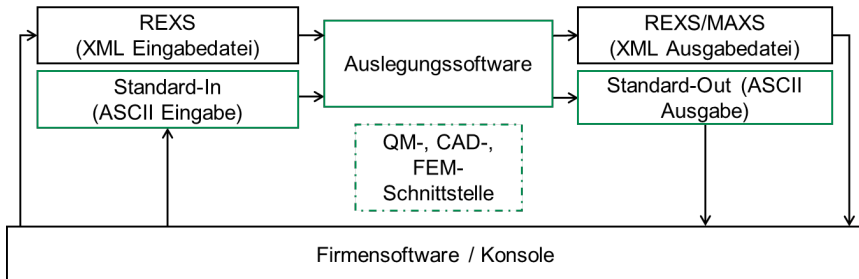 REXS
(XML Eingabedatei)
Standard-In
(ASCII Eingabe)
Auslegungssoftware
QM-, CAD-,
FEM-
Schnittstelle
REXS/MAXS
(XML Ausgabedatei)
Standard-Out (ASCII
Ausgabe)
Firmensoftware / Konsole